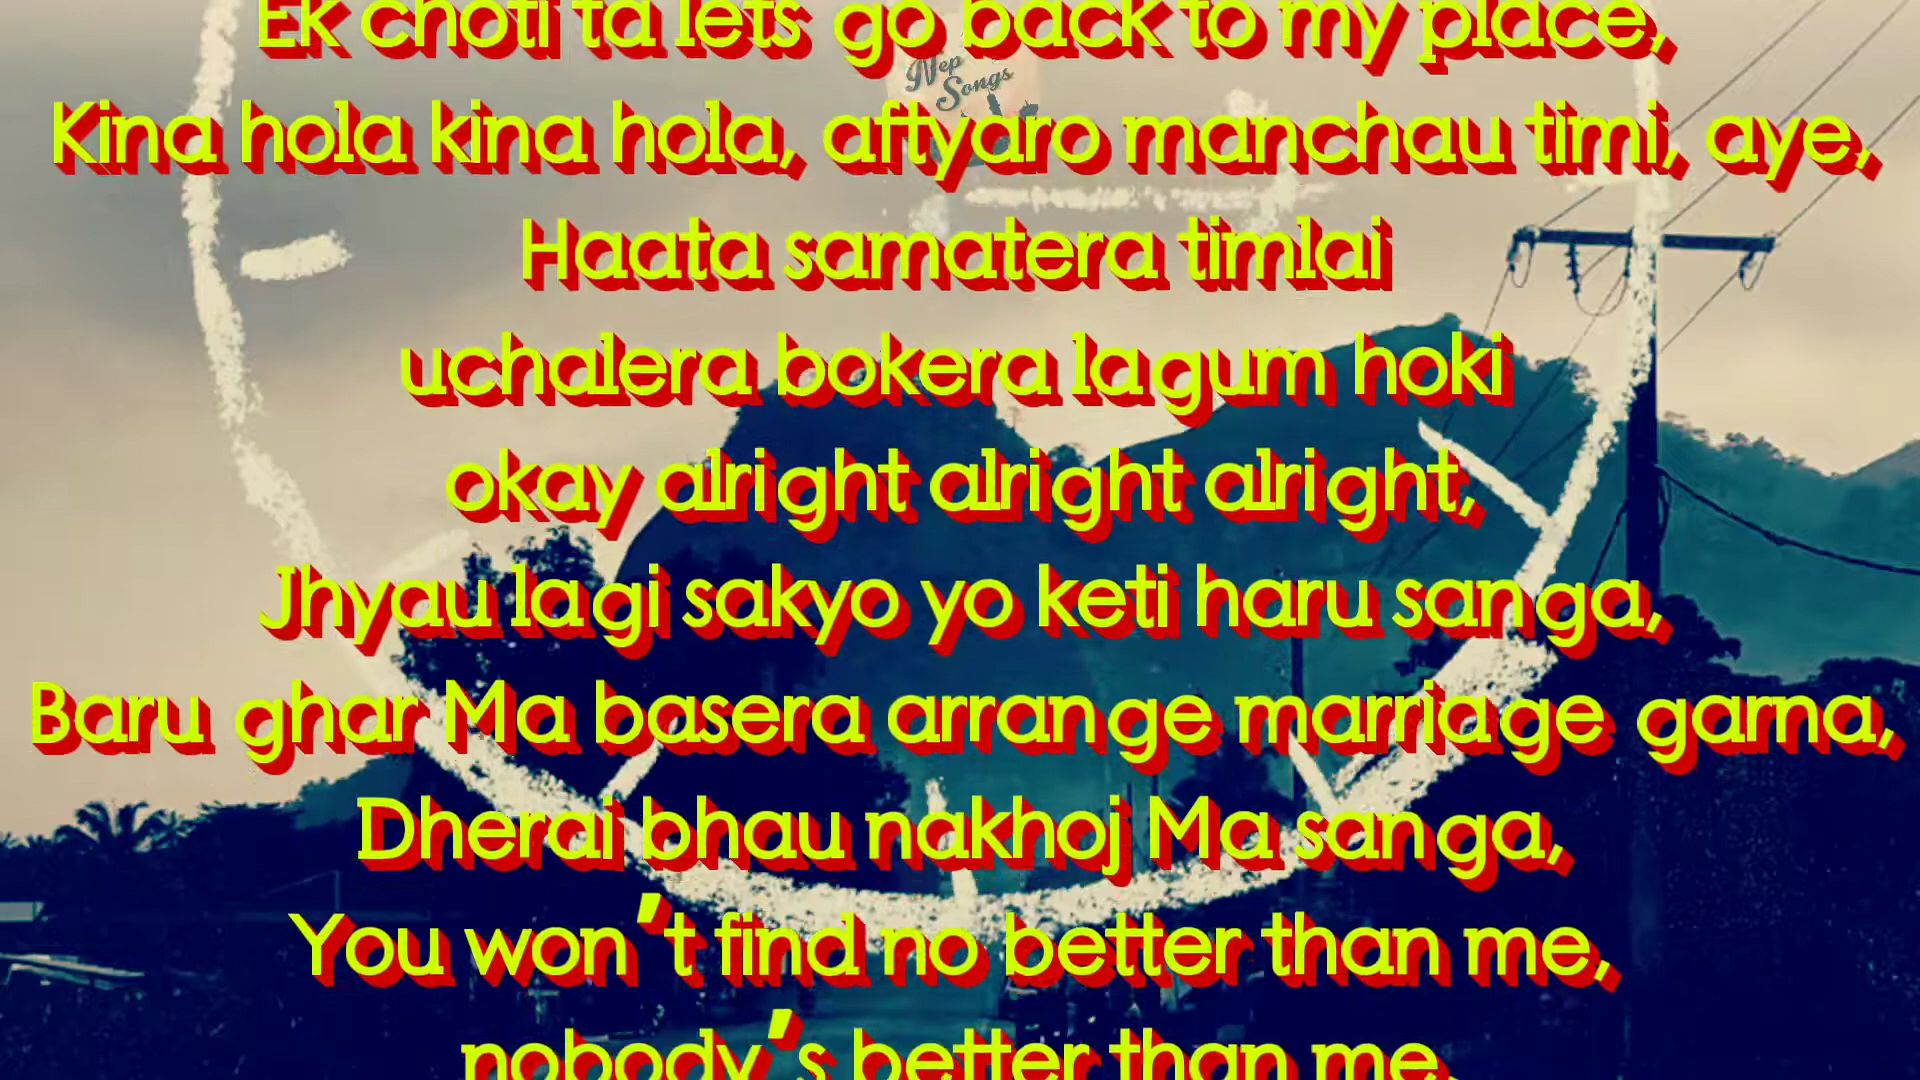 Ek choti ta lets go back to my place,
Nep
Songs
Kina hola kina hola, aftyaro manchau timi, aye,
Haata samatera timlai
uchalera bokera lagum hoki
okay alright alright alright,
Jhyau lagi sakyo yo keti haru sanga,
Baru ghar Ma basera arrange marriage garna,
Dherai bhau nakhoj Ma sanga,
You won't find no better than me,
nobody's better than me,